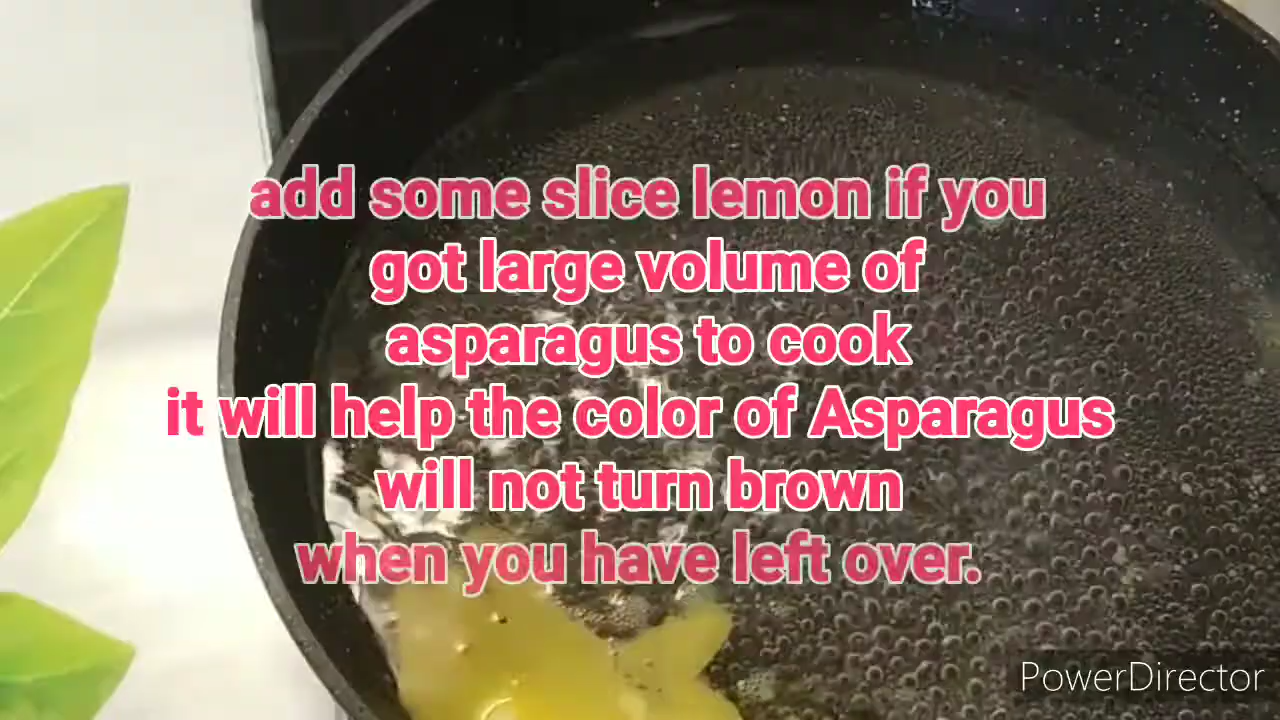 add some slice lemon if you
got large volume of
asparagus to cook
it will help the color of Asparagus
will not turn brown
when you have left over.
PowerDirector